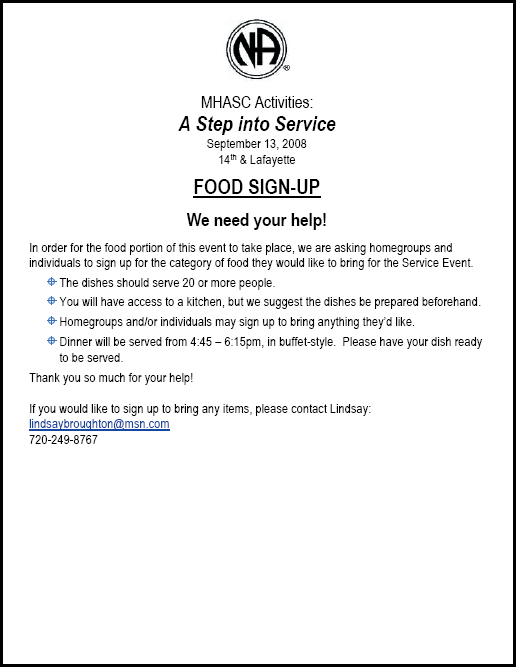 NA®
MHASC Activities:
A Step into Service
September 13, 2008
14th & Lafayette
FOOD SIGN-UP
We need your help!
In order for the food portion of this event to take place, we are asking homegroups and
individuals to sign up for the category of food they would like to bring for the Service Event.
The dishes should serve 20 or more people.
You will have access to a kitchen, but we suggest the dishes be prepared beforehand.
Homegroups and/or individuals may sign up to bring anything they'd like.
Dinner will be served from 4:45 – 6:15pm, in buffet-style.  Please have your dish ready
to be served.
Thank you so much for your help!
If you would like to sign up to bring any items, please contact Lindsay:
lindsaybroughton@msn.com
720-249-8767